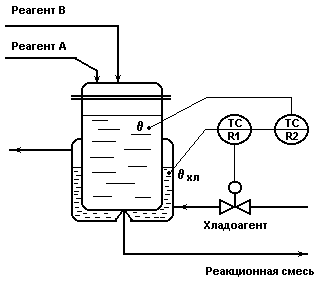 Реагент В
Реагент А
θ
TC
R1
TC
R2
θ хл
Хладоагент
Реакционная смесь